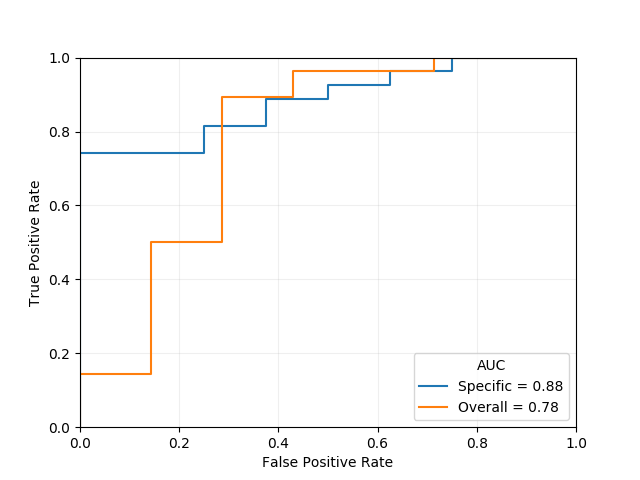 1.0
0.8
0.6
0.4
0.2
0.0
True Positive Rate
0.0 0.2 0.4 0.6 0.8 1.0
False Positive Rate
AUC
Specific = 0.88
Overall = 0.78